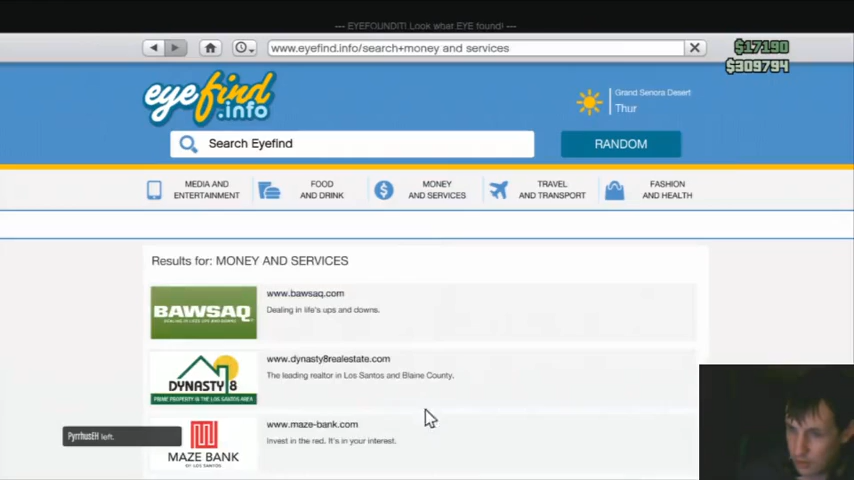 --- EYEFOUNDIT! Look what EYE found! ---
www.eyefind.info/search+money and services
$17190
$309794
eyefind
.info
Grand Senora Desert
Thur
Search Eyefind
RANDOM
MEDIA AND
ENTERTAINMENT
FOOD
AND DRINK
MONEY
AND SERVICES
TRAVEL
AND TRANSPORT
FASHION
AND HEALTH
Results for: MONEY AND SERVICES
BAWSAQ
DEALING IN LIFE'S UPS AND DOWNS
www.bawsaq.com
Dealing in life's ups and downs.
DYNASTY 8
PRIME PROPERTY IN THE LOS SANTOS AREA
www.dynasty8realestate.com
The leading realtor in Los Santos and Blaine County.
MAZE BANK
OF LOS SANTOS
www.maze-bank.com
Invest in the red. It's in your interest.
PyrrhusEH left.